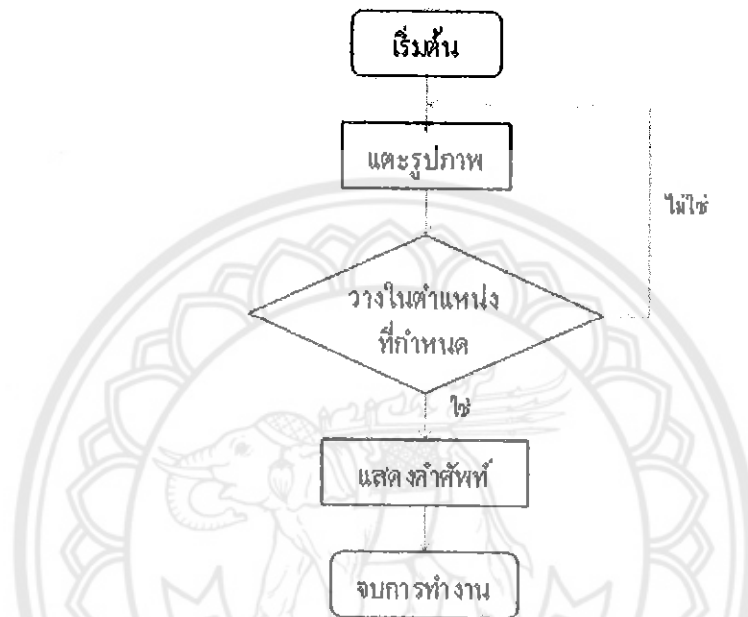 เริ่มต้น
แตะรูปภาพ
ไม่ใช่
วางในตำแหน่ง
ที่กำหนด
ใช่
แสดงคำศัพท์
จบการทำงาน